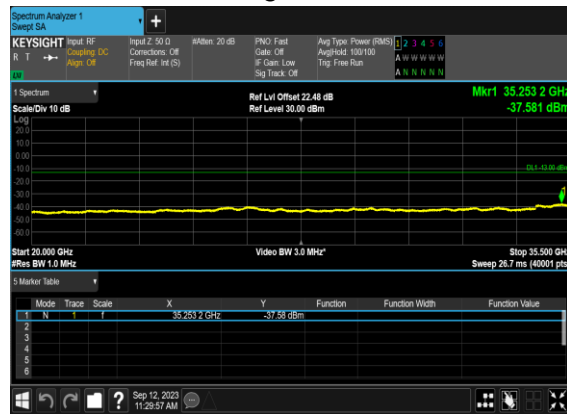 Spectrum Analyzer 1
Swept SA
+
KEYSIGHT Input: RF Input Z: 50 Ω #Atten: 20 dB PNO: Fast Avg Type: Power (RMS) 1 2 3 4 5 6
R T Coupling: DC Corrections: Off Gate: Off Avg|Hold: 100/100 A W W W W W
Align: Off Freq Ref: Int (S) IF Gain: Low Trig: Free Run
Sig Track: Off A N N N N N
1 Spectrum Ref Lvl Offset 22.48 dB Mkr1 35.253 2 GHz
Scale/Div 10 dB Ref Level 30.00 dBm -37.581 dBm
Log
20.0
10.0
0.00
-10.0
DL1 -13.00 dBm
-20.0
-30.0
-40.0
-50.0
-60.0
Start 20.000 GHz Video BW 3.0 MHz* Stop 35.500 GHz
#Res BW 1.0 MHz Sweep 26.7 ms (40001 pts)
5 Marker Table
Mode Trace Scale X Y Function Function Width Function Value
1 N 1 f 35.253 2 GHz -37.58 dBm
2
3
4
5
6
? Sep 12, 2023
11:29:57 AM